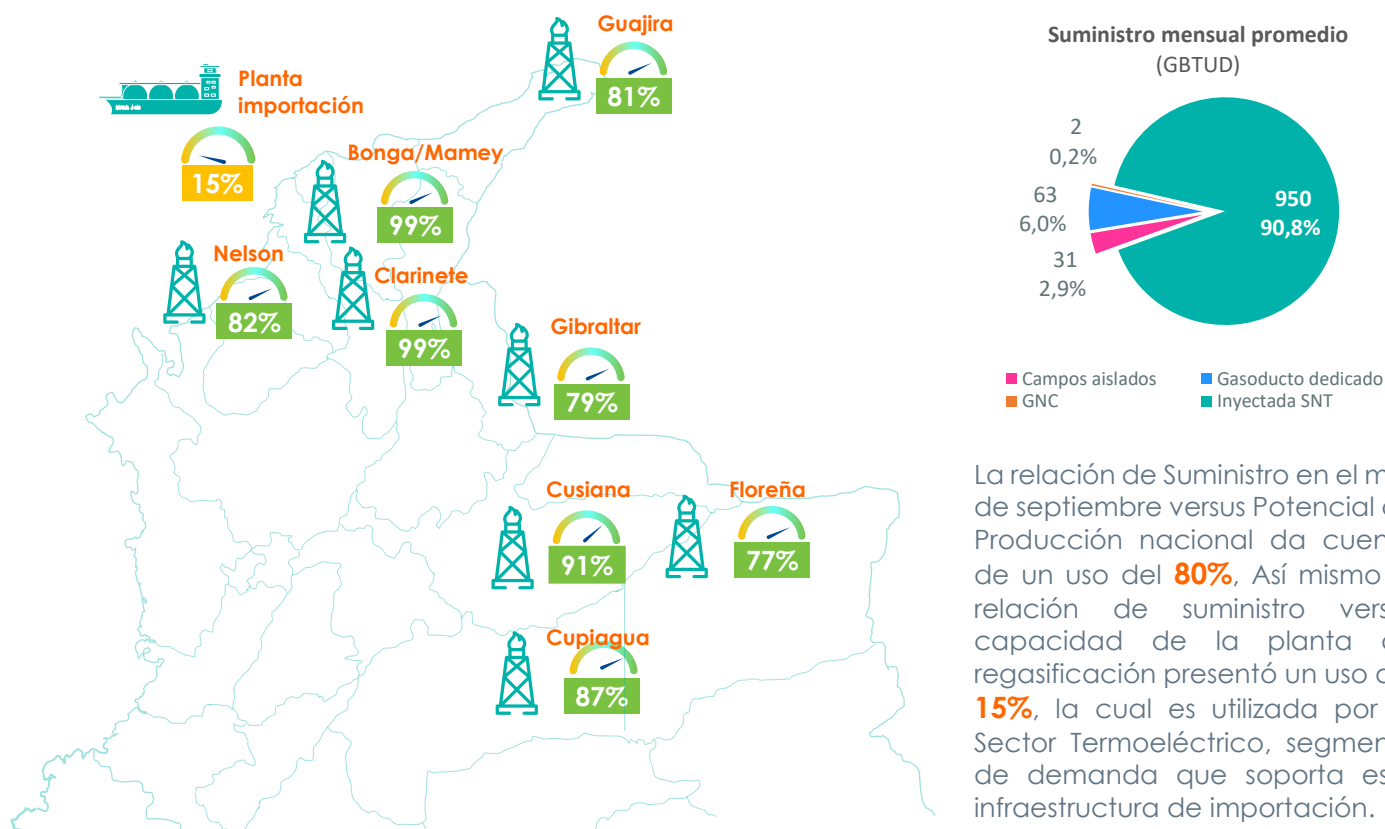 Guajira
81%
Planta
importación
15%
Bonga/Mamey
99%
Nelson
82%
Clarinete
99%
Gibraltar
79%
Cusiana
91%
Floreña
77%
Cupiagua
87%
Suministro mensual promedio
(GBTUD)
2
0,2%
63
6,0%
31
2,9%
950
90,8%
Campos aislados
Gasoducto dedicado
GNC
Inyectada SNT
La relación de Suministro en el
de septiembre versus Potencial
Producción nacional da
de un uso del 80%, Así mismo
relación de suministro
capacidad de la planta
regasificación presentó un uso
15%, la cual es utilizada por
Sector Termoeléctrico,
de demanda que soporta
infraestructura de importación.